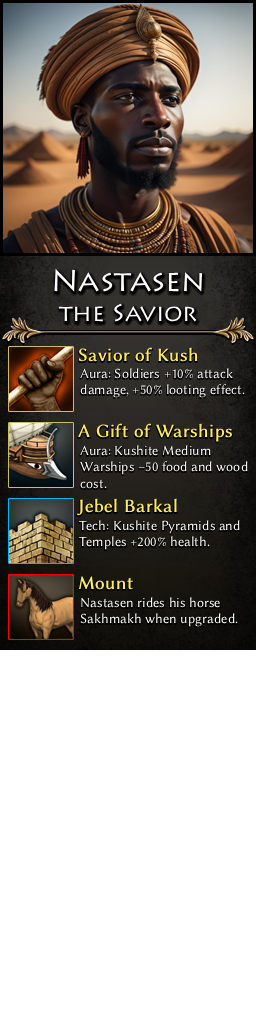 Nastasen
the Savior
Savior of Kush
Aura: Soldiers +10% attack
damage, +50% looting effect.
A Gift of Warships
Aura: Kushite Medium
Warships −50 food and wood
cost.
Jebel Barkal
Tech: Kushite Pyramids and
Temples +200% health.
Mount
Nastasen rides his horse
Sakhmakh when upgraded.